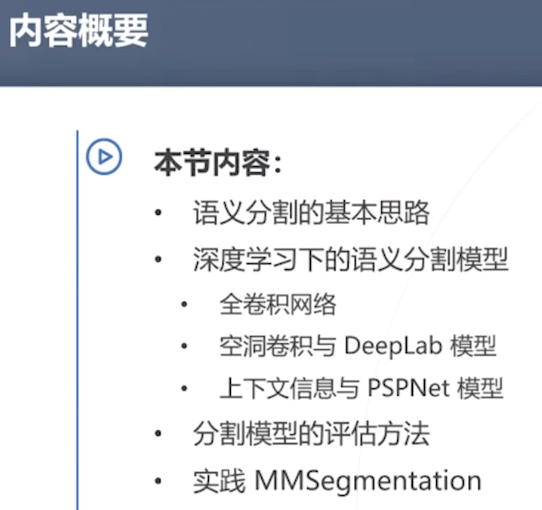 内容概要
本节内容：
• 语义分割的基本思路
• 深度学习下的语义分割模型
• 全卷积网络
• 空洞卷积与 DeepLab 模型
• 上下文信息与 PSPNet 模型
• 分割模型的评估方法
• 实践 MMSegmentation